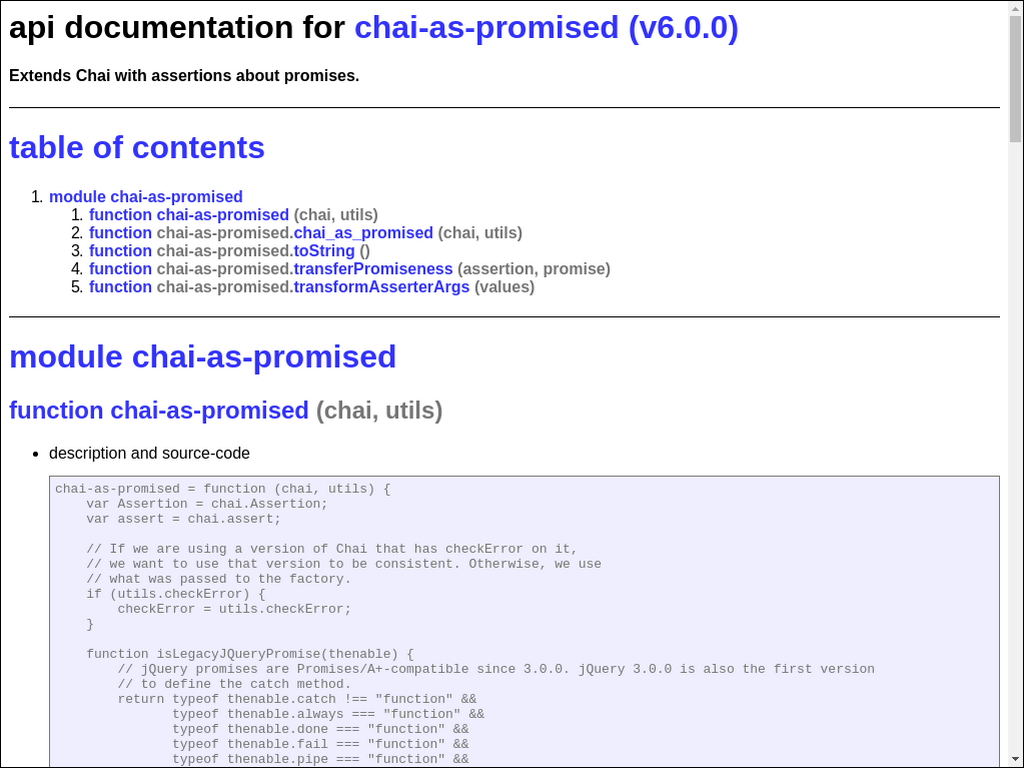 api documentation for chai-as-promised (v6.0.0)
Extends Chai with assertions about promises.
table of contents
1. module chai-as-promised
1. function chai-as-promised (chai, utils)
2. function chai-as-promised.chai_as_promised (chai, utils)
3. function chai-as-promised.toString ()
4. function chai-as-promised.transferPromiseness (assertion, promise)
5. function chai-as-promised.transformAsserterArgs (values)
module chai-as-promised
function chai-as-promised (chai, utils)
• description and source-code
chai-as-promised = function (chai, utils) {
    var Assertion = chai.Assertion;
    var assert = chai.assert;
    // If we are using a version of Chai that has checkError on it,
    // we want to use that version to be consistent. Otherwise, we use
    // what was passed to the factory.
    if (utils.checkError) {
        checkError = utils.checkError;
    }
    function isLegacyJQueryPromise(thenable) {
        // jQuery promises are Promises/A+-compatible since 3.0.0. jQuery 3.0.0 is also the first version
        // to define the catch method.
        return typeof thenable.catch !== "function" &&
               typeof thenable.always === "function" &&
               typeof thenable.done === "function" &&
               typeof thenable.fail === "function" &&
               typeof thenable.pipe === "function" &&